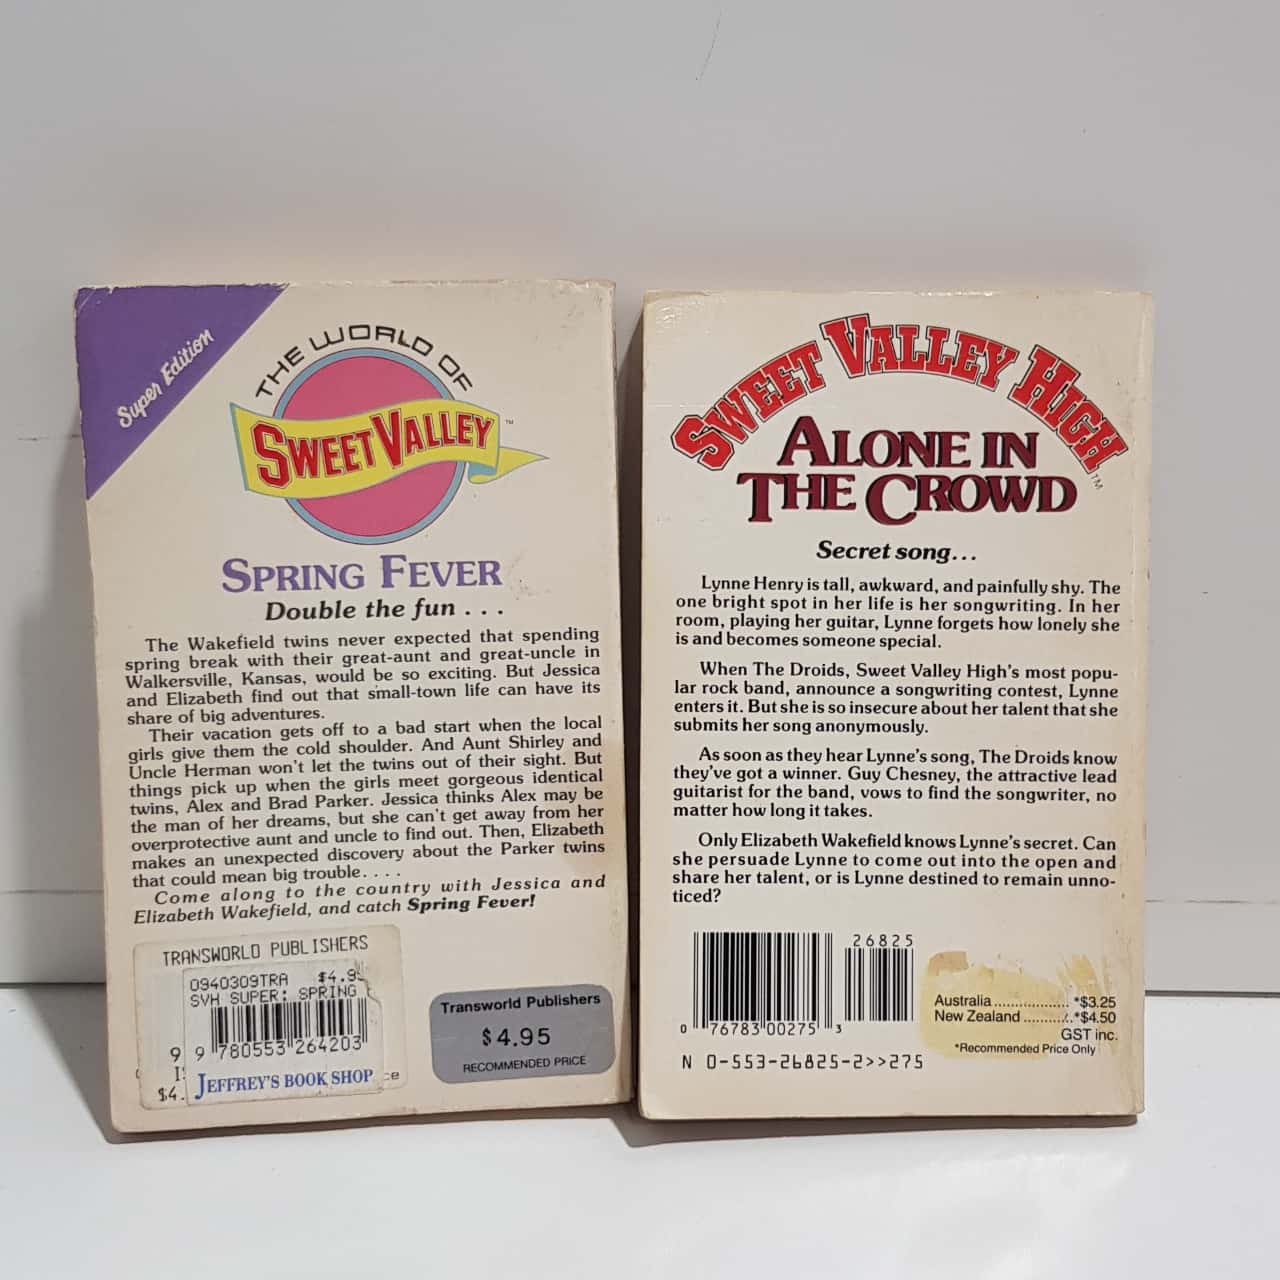 Super Edition
THE WORLD OF
SWEET VALLEY™
SPRING FEVER
Double the fun . . .
The Wakefield twins never expected that spending
spring break with their great-aunt and great-uncle in
Walkersville, Kansas, would be so exciting. But Jessica
and Elizabeth find out that small-town life can have its
share of big adventures.
Their vacation gets off to a bad start when the local
girls give them the cold shoulder. And Aunt Shirley and
Uncle Herman won't let the twins out of their sight. But
things pick up when the girls meet gorgeous identical
twins, Alex and Brad Parker. Jessica thinks Alex may be
the man of her dreams, but she can't get away from her
overprotective aunt and uncle to find out. Then, Elizabeth
makes an unexpected discovery about the Parker twins
that could mean big trouble. . . .
Come along to the country with Jessica and
Elizabeth Wakefield, and catch Spring Fever!
TRANSWORLD PUBLISHERS
0940309TRA $4.9
SVH SUPER: SPRING
9 9 780553 264203
$4. JEFFREY'S BOOK SHOP
Transworld Publishers
$4.95
RECOMMENDED PRICE
SWEET VALLEY HIGH™
ALONE IN
THE CROWD
Secret song...
Lynne Henry is tall, awkward, and painfully shy. The
one bright spot in her life is her songwriting. In her
room, playing her guitar, Lynne forgets how lonely she
is and becomes someone special.
When The Droids, Sweet Valley High's most popu-
lar rock band, announce a songwriting contest, Lynne
enters it. But she is so insecure about her talent that she
submits her song anonymously.
As soon as they hear Lynne's song, The Droids know
they've got a winner. Guy Chesney, the attractive lead
guitarist for the band, vows to find the songwriter, no
matter how long it takes.
Only Elizabeth Wakefield knows Lynne's secret. Can
she persuade Lynne to come out into the open and
share her talent, or is Lynne destined to remain unno-
ticed?
26825
0 76783 00275 3
N 0-553-26825-2>>275
Australia .................. *$3.25
New Zealand ........... *$4.50
GST inc.
*Recommended Price Only